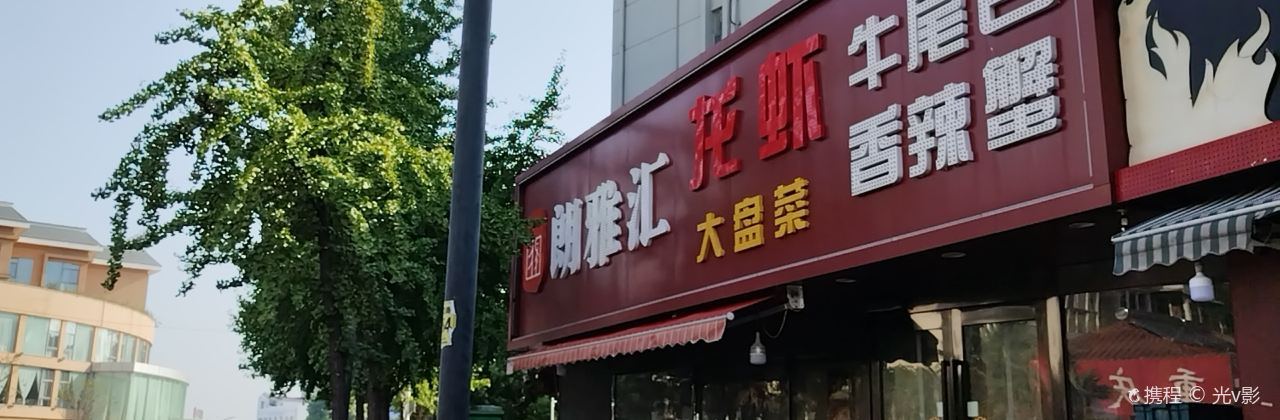 朗雅汇
龙虾
大盘菜
牛尾巴
香辣蟹
携程 © 光v影